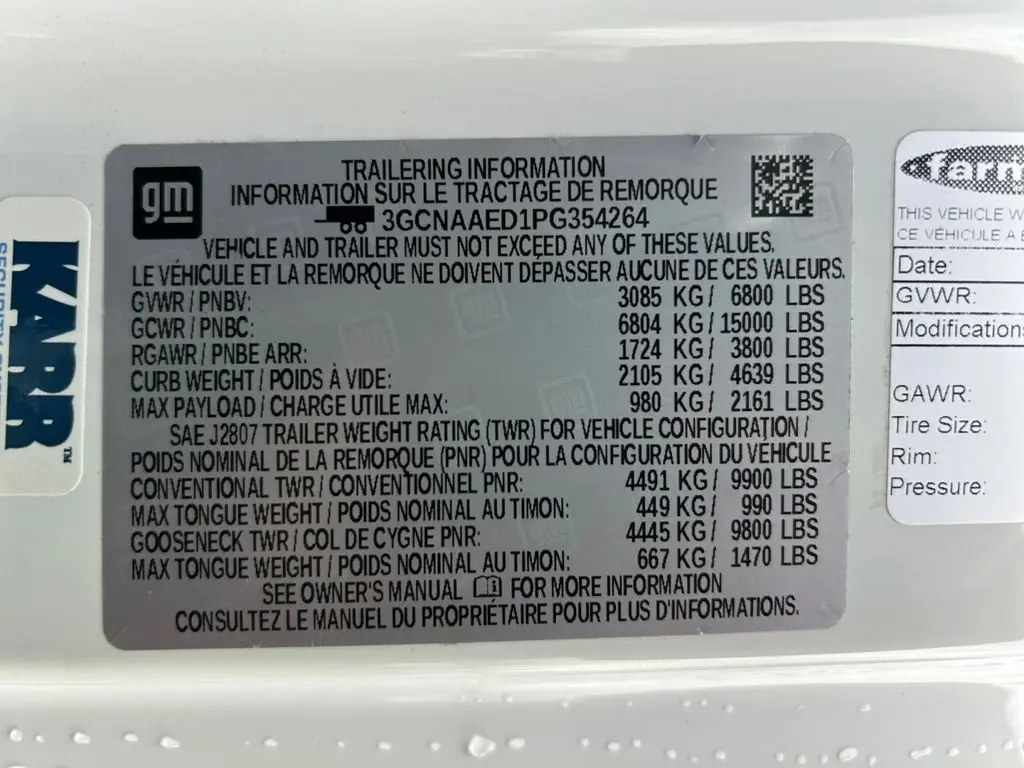 gm
TRAILERING INFORMATION
INFORMATION SUR LE TRACTAGE DE REMORQUE
3GCNAAED1PG354264
VEHICLE AND TRAILER MUST NOT EXCEED ANY OF THESE VALUES.
LE VÉHICULE ET LA REMORQUE NE DOIVENT DÉPASSER AUCUNE DE CES VALEURS.
GVWR / PNBV: 3085 KG / 6800 LBS
GCWR / PNBC: 6804 KG / 15000 LBS
RGAWR / PNBE ARR: 1724 KG / 3800 LBS
CURB WEIGHT / POIDS À VIDE: 2105 KG / 4639 LBS
MAX PAYLOAD / CHARGE UTILE MAX: 980 KG / 2161 LBS
SAE J2807 TRAILER WEIGHT RATING (TWR) FOR VEHICLE CONFIGURATION /
POIDS NOMINAL DE LA REMORQUE (PNR) POUR LA CONFIGURATION DU VÉHICULE
CONVENTIONAL TWR / CONVENTIONNEL PNR: 4491 KG / 9900 LBS
MAX TONGUE WEIGHT / POIDS NOMINAL AU TIMON: 449 KG / 990 LBS
GOOSENECK TWR / COL DE CYGNE PNR: 4445 KG / 9800 LBS
MAX TONGUE WEIGHT / POIDS NOMINAL AU TIMON: 667 KG / 1470 LBS
SEE OWNER'S MANUAL FOR MORE INFORMATION
CONSULTEZ LE MANUEL DU PROPRIÉTAIRE POUR PLUS D'INFORMATIONS.
KARR TM
SECURITY
farm
THIS VEHICLE W
CE VÉHICULE A
Date:
GVWR:
Modifications
GAWR:
Tire Size:
Rim:
Pressure: